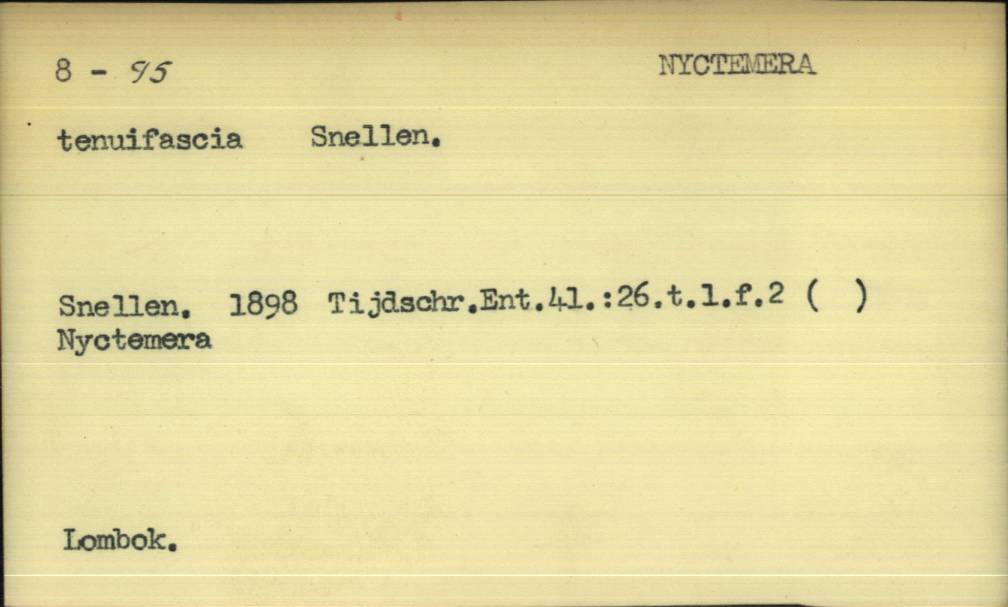 8 - 95 NYCTEMERA
tenuifascia Snellen.
Snellen. 1898 Tijdschr.Ent.41.:26.t.1.f.2 ( )
Nyctemera
Lombok.